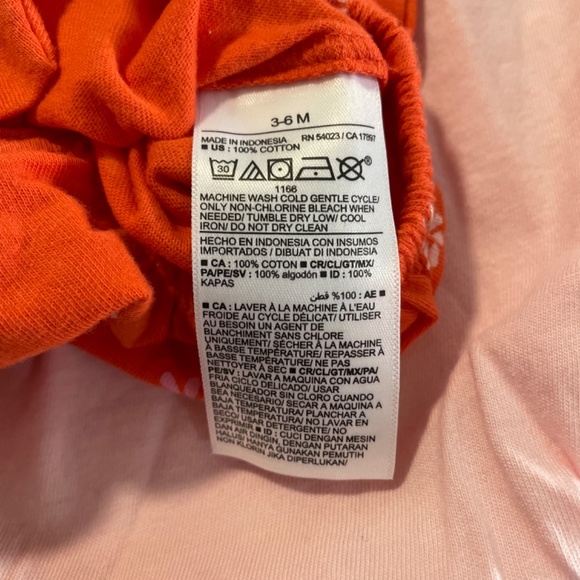 3-6 M
MADE IN INDONESIA RN 54023 / CA 17897
■ US : 100% COTTON
30
1166
MACHINE WASH COLD GENTLE CYCLE/
ONLY NON-CHLORINE BLEACH WHEN
NEEDED/ TUMBLE DRY LOW/ COOL
IRON/ DO NOT DRY CLEAN
HECHO EN INDONESIA CON INSUMOS
IMPORTADOS / DIBUAT DI INDONESIA
■ CA : 100% COTON ■ CR/CL/GT/MX/
PA/PE/SV : 100% algodón ■ ID : 100%
KAPAS
■ AE : 100% قطن
■ CA : LAVER À LA MACHINE À L'EAU
FROIDE AU CYCLE DÉLICAT/ UTILISER
AU BESOIN UN AGENT DE
BLANCHIMENT SANS CHLORE
UNIQUEMENT/ SÉCHER À LA MACHINE
À BASSE TEMPÉRATURE/ REPASSER À
BASSE TEMPÉRATURE/ NE PAS
NETTOYER À SEC ■ CR/CL/GT/MX/PA/
PE/SV : LAVAR A MAQUINA CON AGUA
FRIA CICLO DELICADO/ USAR
BLANQUEADOR SIN CLORO CUANDO
SEA NECESARIO/ SECAR A MAQUINA A
BAJA TEMPERATURA/ PLANCHAR A
BAJA TEMPERATURA/ NO LAVAR EN
SECO/ USAR DETERGENTE/ NO
EXPRIMIR ■ ID : CUCI DENGAN MESIN
DAN AIR DINGIN, DENGAN PUTARAN
HALUS/ HANYA GUNAKAN PEMUTIH
NON KLORIN JIKA DIPERLUKAN/